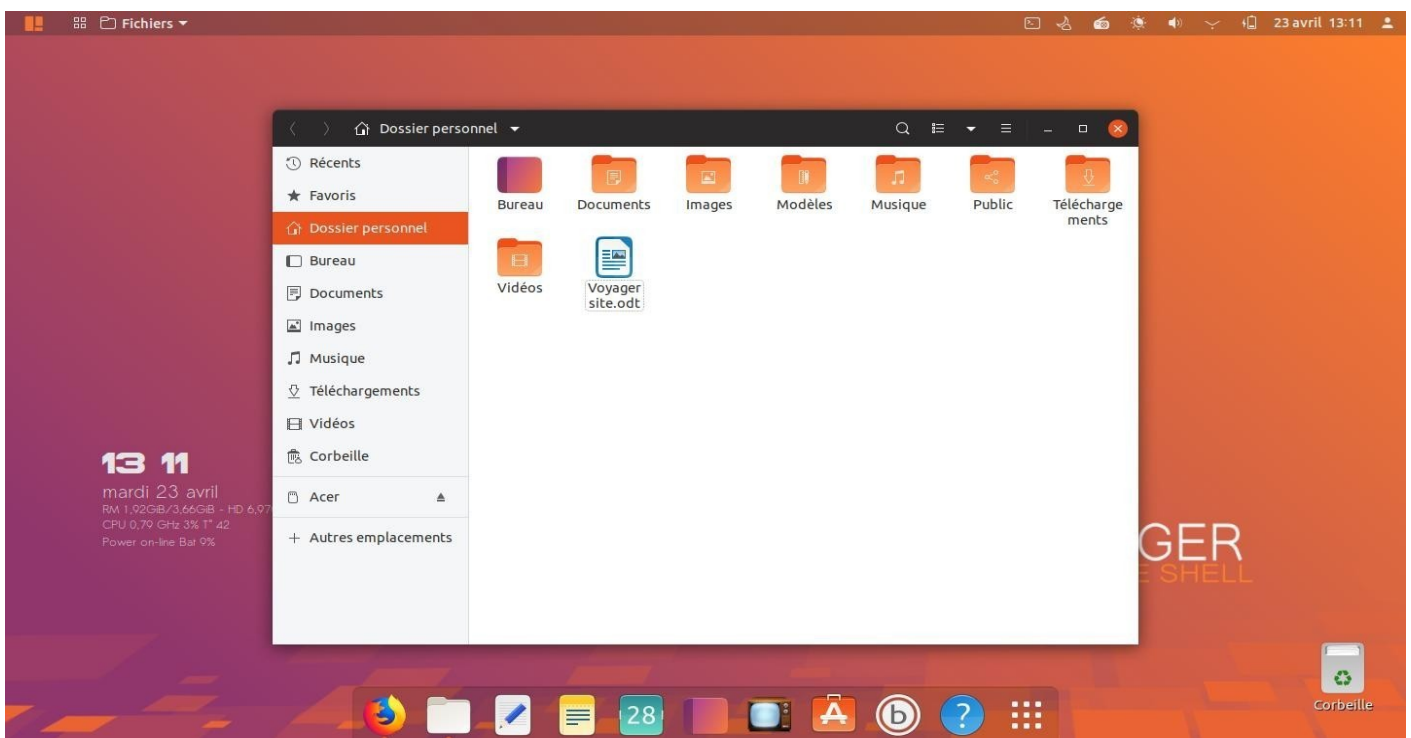 Fichiers
23 avril 13:11
Dossier personnel
Récents
Favoris
Dossier personnel
Bureau
Documents
Images
Musique
Téléchargements
Vidéos
Corbeille
Acer
Autres emplacements
Bureau
Documents
Images
Modèles
Musique
Public
Télécharge
ments
Vidéos
Voyager
site.odt
13 11
mardi 23 avril
RM 1,92GiB/3,66GiB - HD 6,97
CPU 0,79 GHz 3% T° 42
Power on-line Bat 9%
GER
E SHELL
28
A
b
?
Corbeille